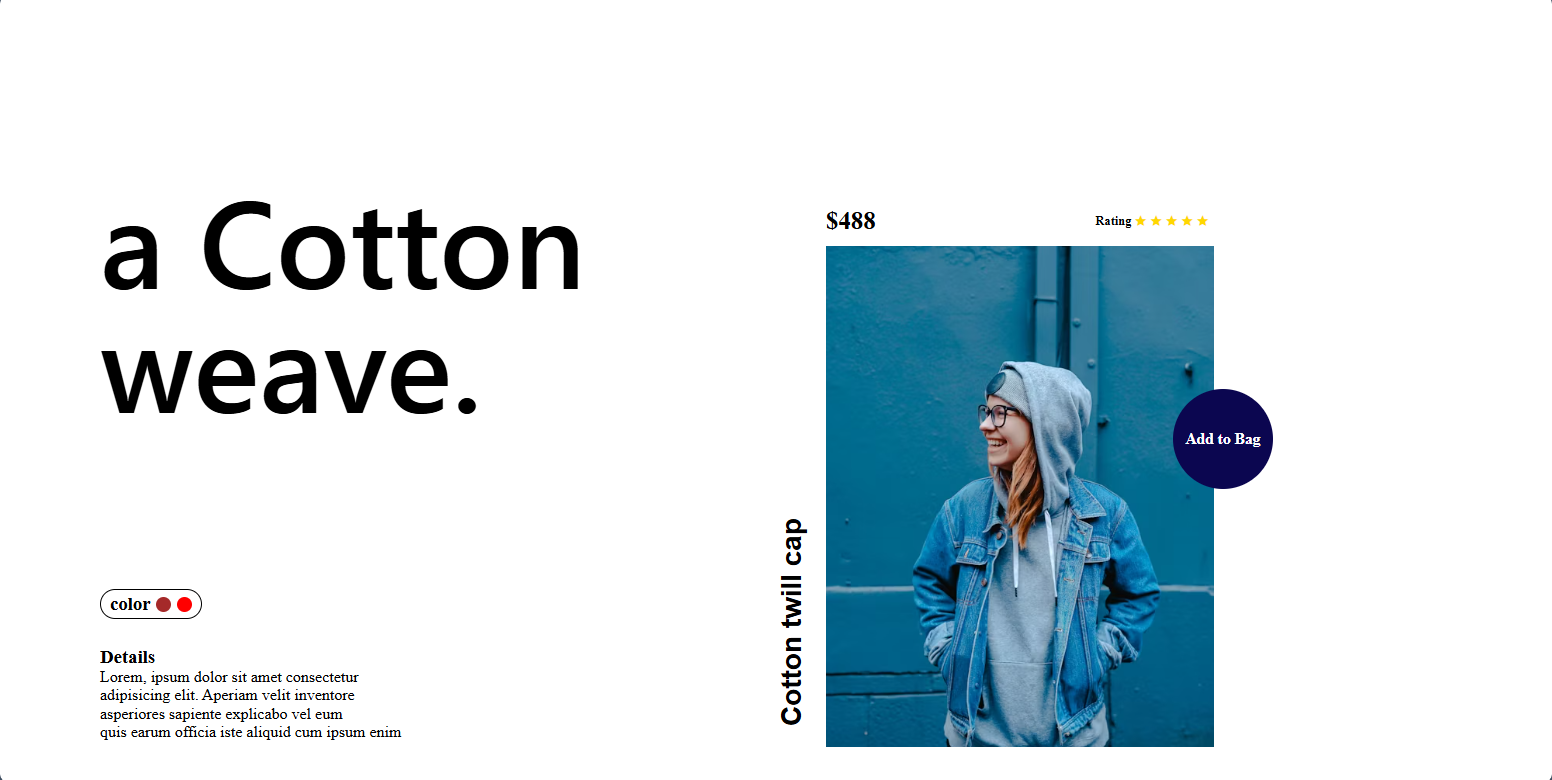 a Cotton
weave.
color
Details
Lorem, ipsum dolor sit amet consectetur
adipisicing elit. Aperiam velit inventore
asperiores sapiente explicabo vel eum
quis earum officia iste aliquid cum ipsum enim
$488
Rating ★ ★ ★ ★ ★
Cotton twill cap
Add to Bag